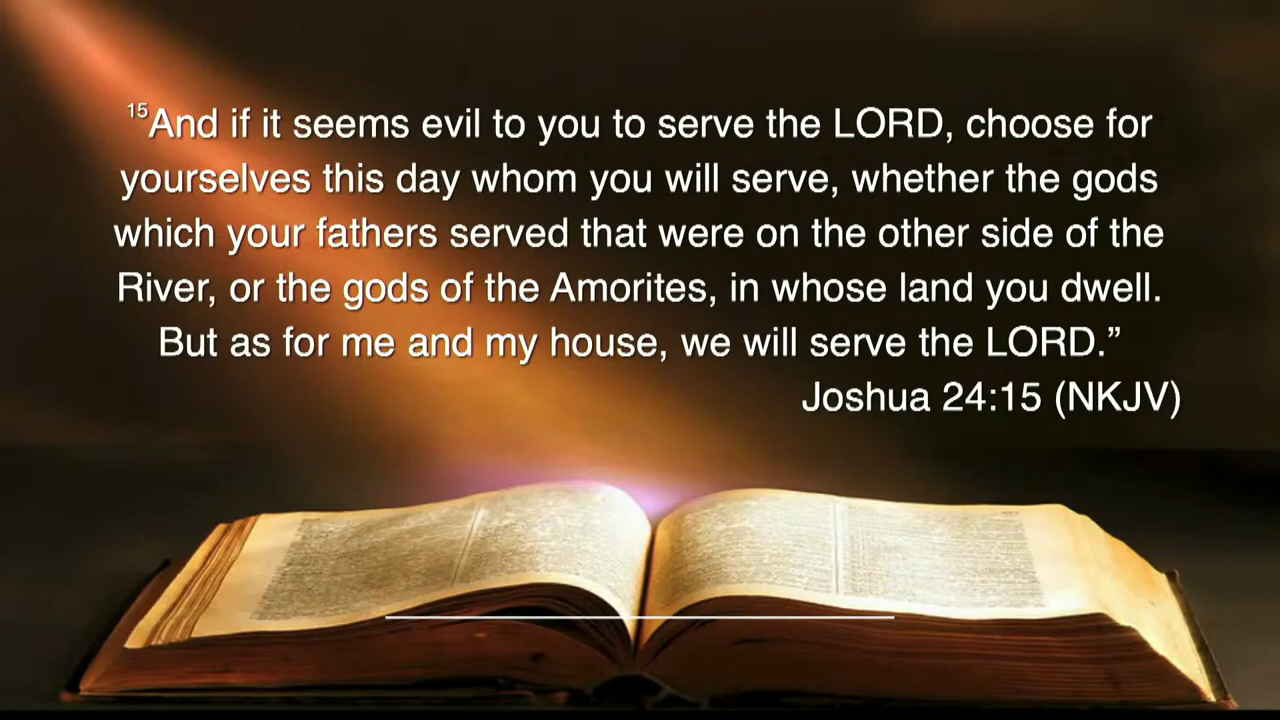 15And if it seems evil to you to serve the LORD, choose for
yourselves this day whom you will serve, whether the gods
which your fathers served that were on the other side of the
River, or the gods of the Amorites, in whose land you dwell.
But as for me and my house, we will serve the LORD.”
Joshua 24:15 (NKJV)